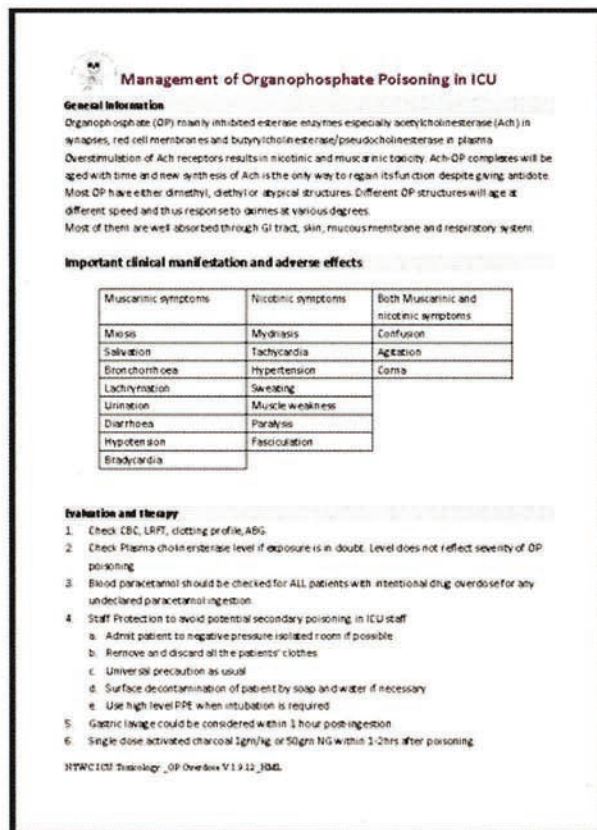 Management of Organophosphate Poisoning in ICU
General Information
Organophosphate (OP) mainly inhibited esterase enzymes especially acetylcholinesterase (Ach) in
synapses, red cell membranes and butyrylcholinesterase/pseudocholinesterase in plasma
Overstimulation of Ach receptors results in nicotinic and muscarinic toxicity. Ach-OP complexes will be
aged with time and new synthesis of Ach is the only way to regain its function despite giving antidote.
Most OP have either dimethyl, diethyl or atypical structures. Different OP structures will age at
different speed and thus response to oximes at various degrees.
Most of them are well absorbed through GI tract, skin, mucous membrane and respiratory system.
Important clinical manifestation and adverse effects
Muscarinic symptoms Nicotinic symptoms Both Muscarinic and
nicotinic symptoms
Miosis Mydriasis Confusion
Salivation Tachycardia Agitation
Bronchorrhoea Hypertension Coma
Lachrymation Sweating
Urination Muscle weakness
Diarrhoea Paralysis
Hypotension Fasciculation
Bradycardia
Evaluation and therapy
1. Check CBC, LRFT, clotting profile, ABG.
2. Check Plasma cholinersterase level if exposure is in doubt. Level does not reflect severity of OP
poisoning
3. Blood paracetamol should be checked for ALL patients with intentional drug overdose for any
undeclared paracetamol ingestion.
4. Staff Protection to avoid potential secondary poisoning in ICU staff
a. Admit patient to negative pressure isolated room if possible
b. Remove and discard all the patients' clothes
c. Universal precaution as usual
d. Surface decontamination of patient by soap and water if necessary
e. Use high level PPE when intubation is required
5. Gastric lavage could be considered within 1 hour post-ingestion
6. Single dose activated charcoal 1gm/kg or 50gm NG within 1-2hrs after poisoning
NTWC ICU Toxicology _OP Overdose V1.9.12_HML